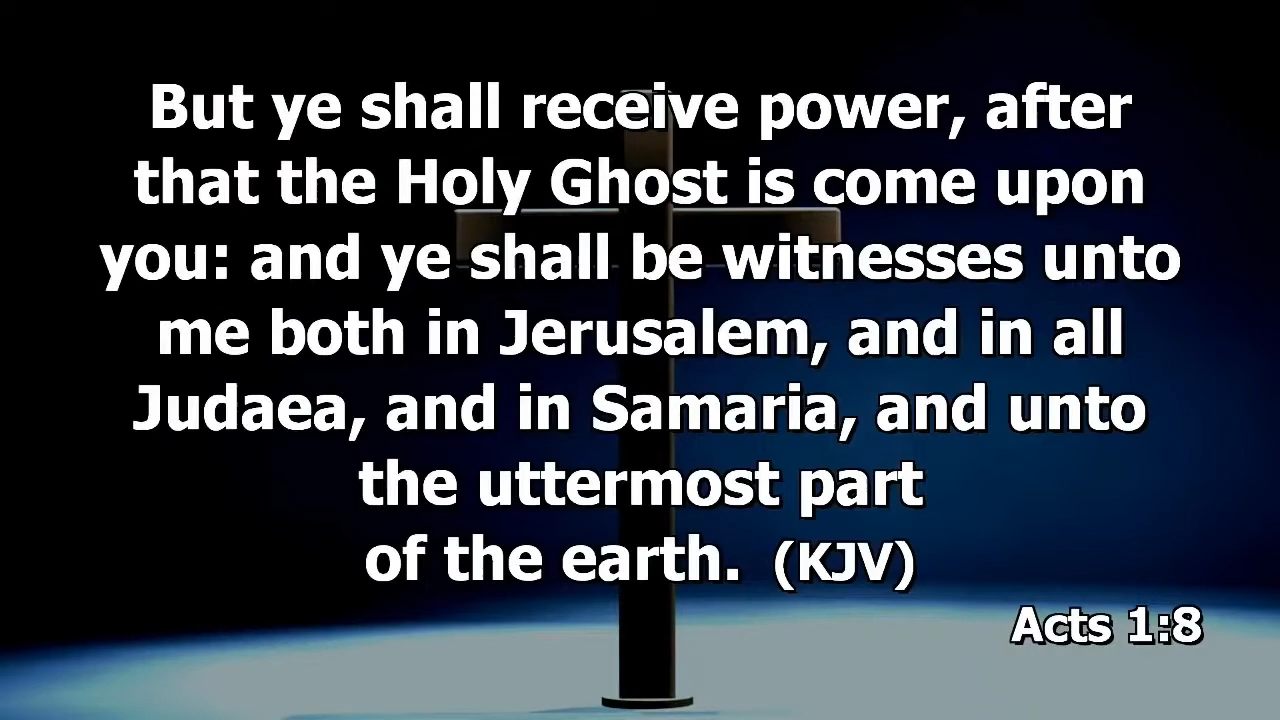 But ye shall receive power, after
that the Holy Ghost is come upon
you: and ye shall be witnesses unto
me both in Jerusalem, and in all
Judaea, and in Samaria, and unto
the uttermost part
of the earth. (KJV)
Acts 1:8